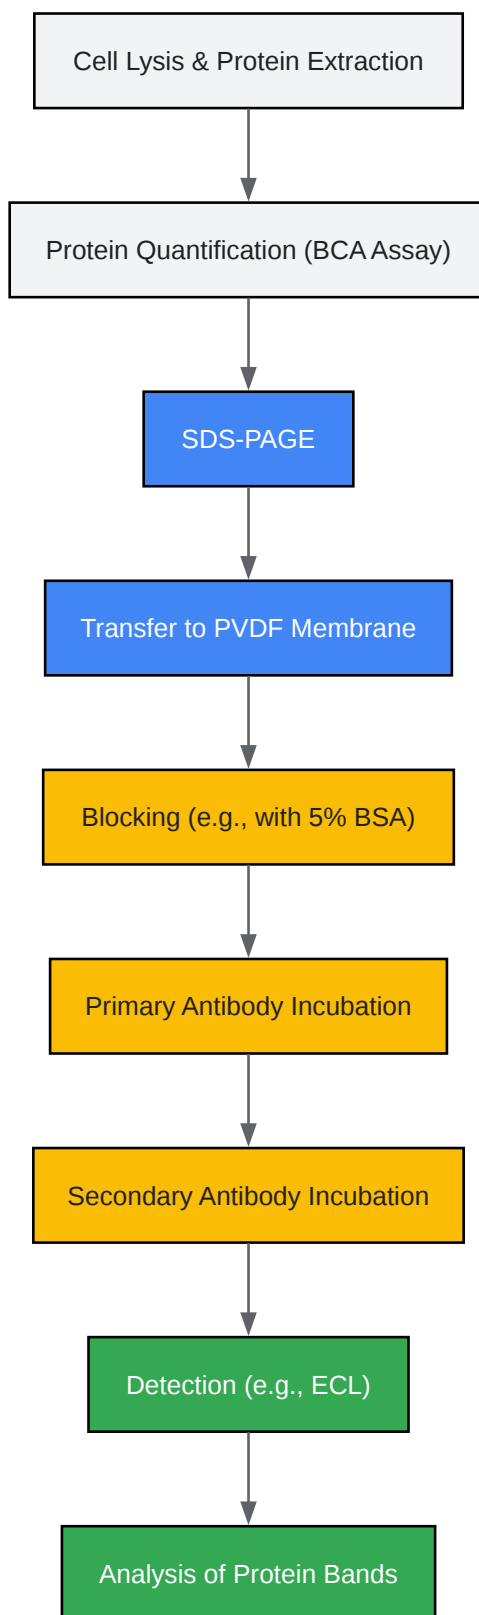 Cell Lysis & Protein Extraction
Protein Quantification (BCA Assay)
SDS-PAGE
Transfer to PVDF Membrane
Blocking (e.g., with 5% BSA)
Primary Antibody Incubation
Secondary Antibody Incubation
Detection (e.g., ECL)
Analysis of Protein Bands